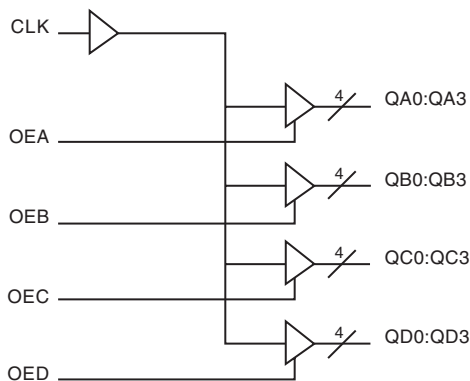 CLK
4
QA0:QA3
OEA
4
QB0:QB3
OEB
4
QC0:QC3
OEC
4
QD0:QD3
OED